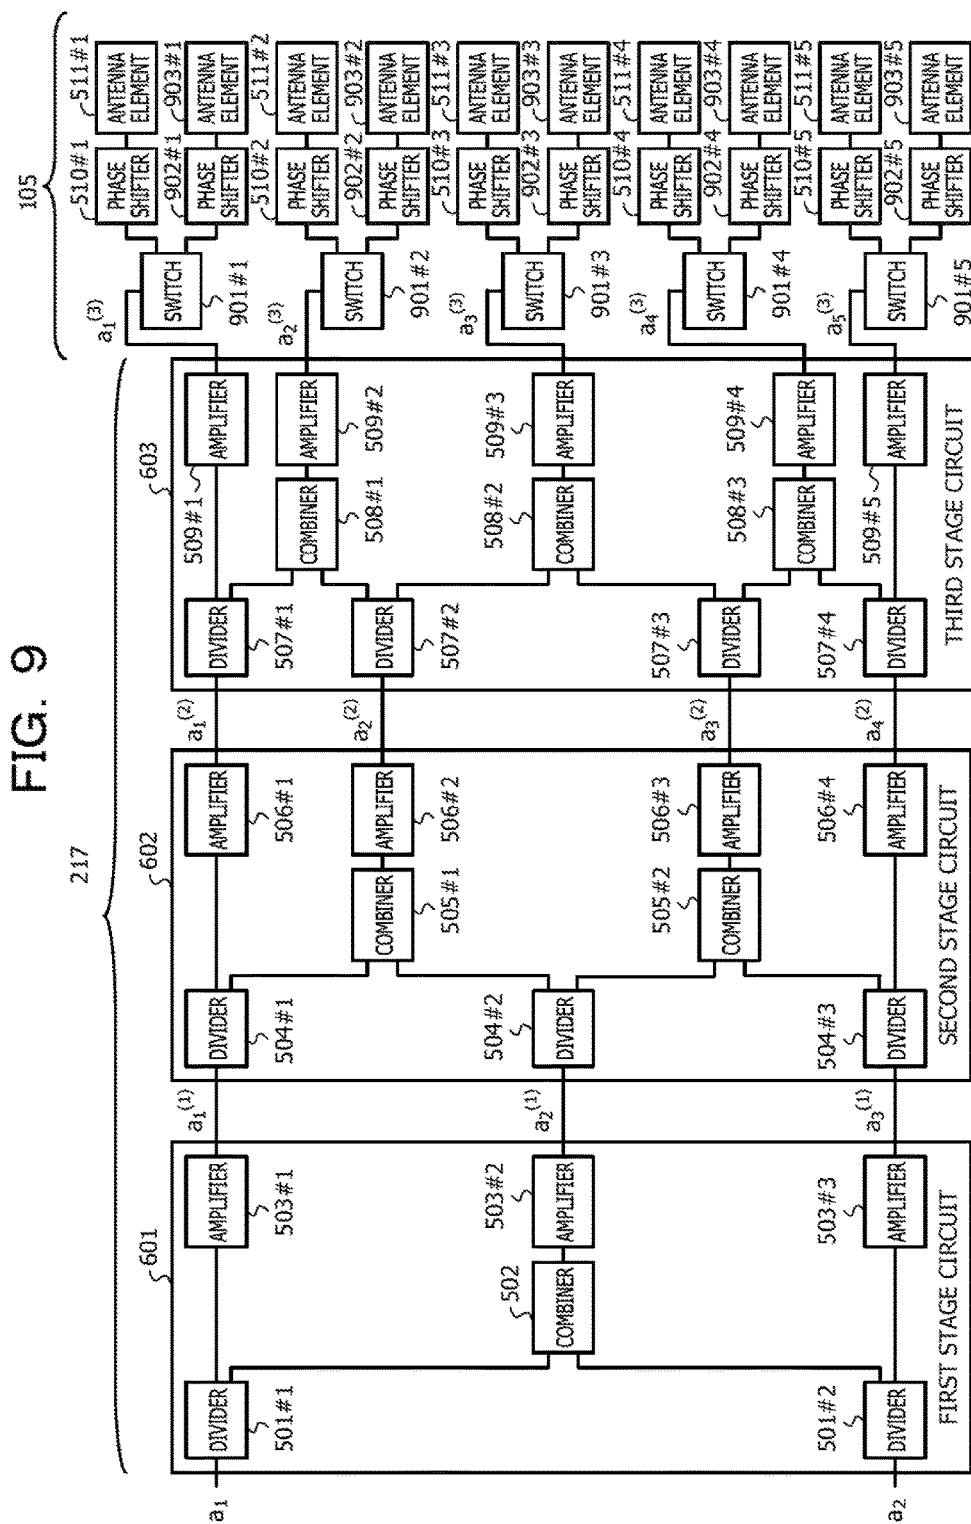 FIG. 9
217
105
601
602
603
a1
a2
DIVIDER
501#1
DIVIDER
501#2
COMBINER
502
AMPLIFIER
503#1
AMPLIFIER
503#2
AMPLIFIER
503#3
FIRST STAGE CIRCUIT
a1(1)
a2(1)
a3(1)
DIVIDER
504#1
DIVIDER
504#2
DIVIDER
504#3
COMBINER
505#1
COMBINER
505#2
AMPLIFIER
506#1
AMPLIFIER
506#2
AMPLIFIER
506#3
AMPLIFIER
506#4
SECOND STAGE CIRCUIT
a1(2)
a2(2)
a3(2)
a4(2)
DIVIDER
507#1
DIVIDER
507#2
DIVIDER
507#3
DIVIDER
507#4
COMBINER
508#1
COMBINER
508#2
COMBINER
508#3
AMPLIFIER
509#1
AMPLIFIER
509#2
AMPLIFIER
509#3
AMPLIFIER
509#4
AMPLIFIER
509#5
THIRD STAGE CIRCUIT
a1(3)
a2(3)
a3(3)
a4(3)
a5(3)
SWITCH
901#1
SWITCH
901#2
SWITCH
901#3
SWITCH
901#4
SWITCH
901#5
PHASE
SHIFTER
510#1
PHASE
SHIFTER
902#1
PHASE
SHIFTER
510#2
PHASE
SHIFTER
902#2
PHASE
SHIFTER
510#3
PHASE
SHIFTER
902#3
PHASE
SHIFTER
510#4
PHASE
SHIFTER
902#4
PHASE
SHIFTER
510#5
PHASE
SHIFTER
902#5
ANTENNA
ELEMENT
511#1
ANTENNA
ELEMENT
903#1
ANTENNA
ELEMENT
511#2
ANTENNA
ELEMENT
903#2
ANTENNA
ELEMENT
511#3
ANTENNA
ELEMENT
903#3
ANTENNA
ELEMENT
511#4
ANTENNA
ELEMENT
903#4
ANTENNA
ELEMENT
511#5
ANTENNA
ELEMENT
903#5